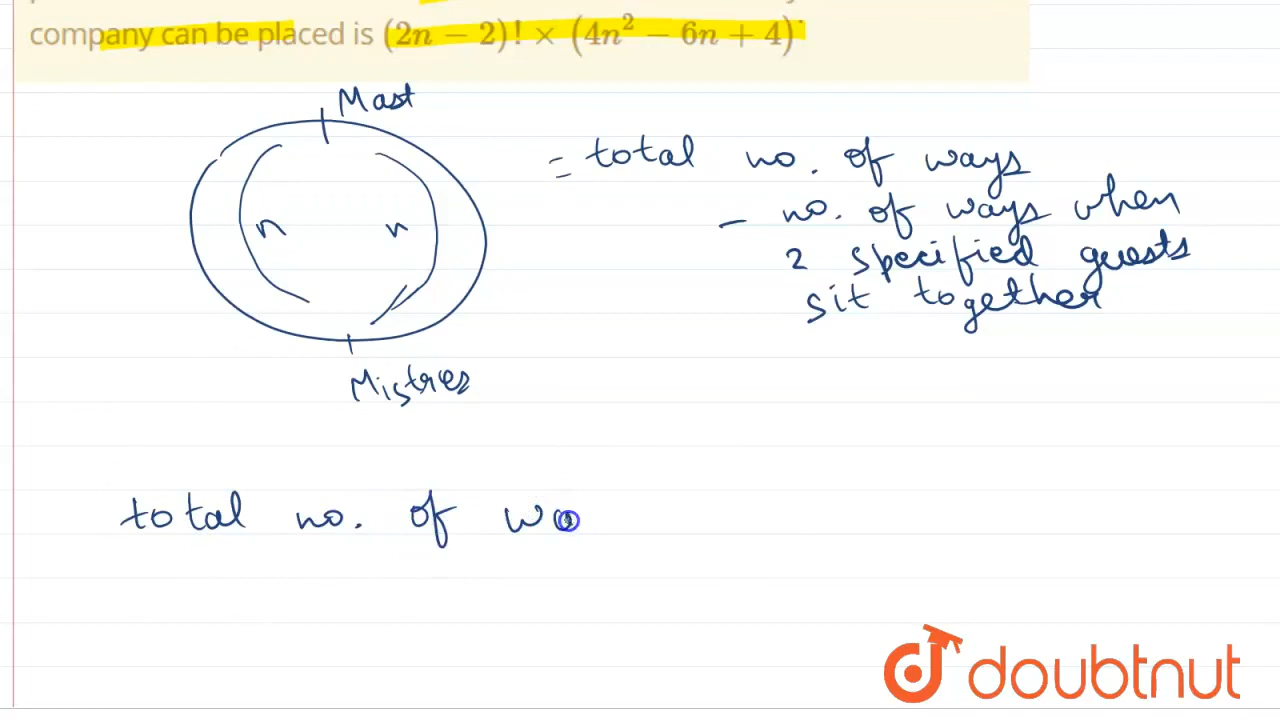 company can be placed is (2n − 2)! × (4n² − 6n + 4)
Mast
= total no. of ways
− no. of ways when
2 specified guests
sit together
n n
Mistres
total no. of wa
doubtnut